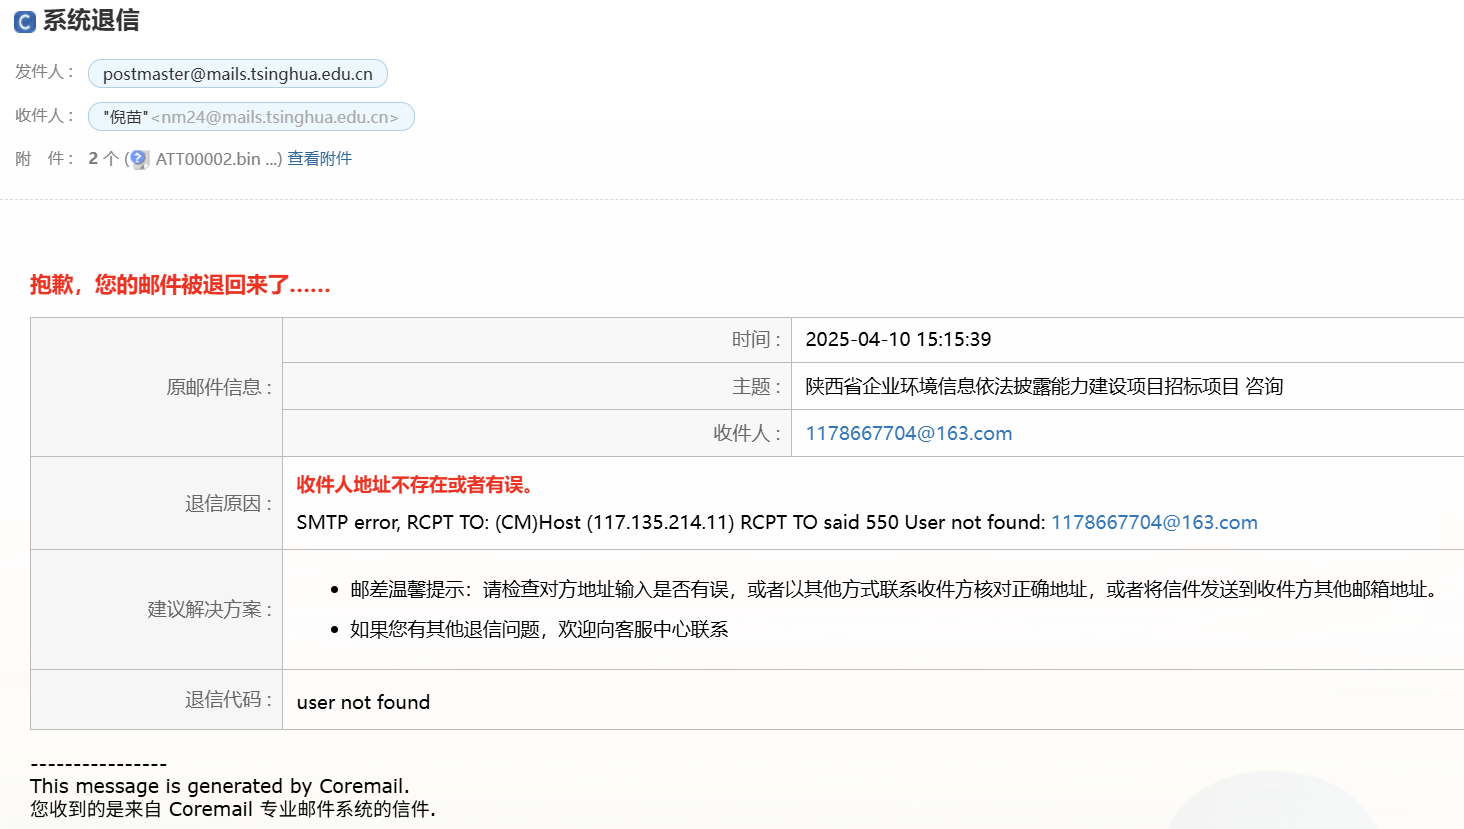 系统退信
发件人： postmaster@mails.tsinghua.edu.cn
收件人： "倪苗"<nm24@mails.tsinghua.edu.cn>
附 件： 2 个 (ATT00002.bin ...) 查看附件
抱歉，您的邮件被退回来了……
原邮件信息：
时间： 2025-04-10 15:15:39
主题： 陕西省企业环境信息依法披露能力建设项目招标项目 咨询
收件人： 1178667704@163.com
退信原因：
收件人地址不存在或者有误。
SMTP error, RCPT TO: (CM)Host (117.135.214.11) RCPT TO said 550 User not found: 1178667704@163.com
建议解决方案：
• 邮差温馨提示：请检查对方地址输入是否有误，或者以其他方式联系收件方核对正确地址，或者将信件发送到收件方其他邮箱地址。
• 如果您有其他退信问题，欢迎向客服中心联系
退信代码： user not found
----------------
This message is generated by Coremail.
您收到的是来自 Coremail 专业邮件系统的信件.